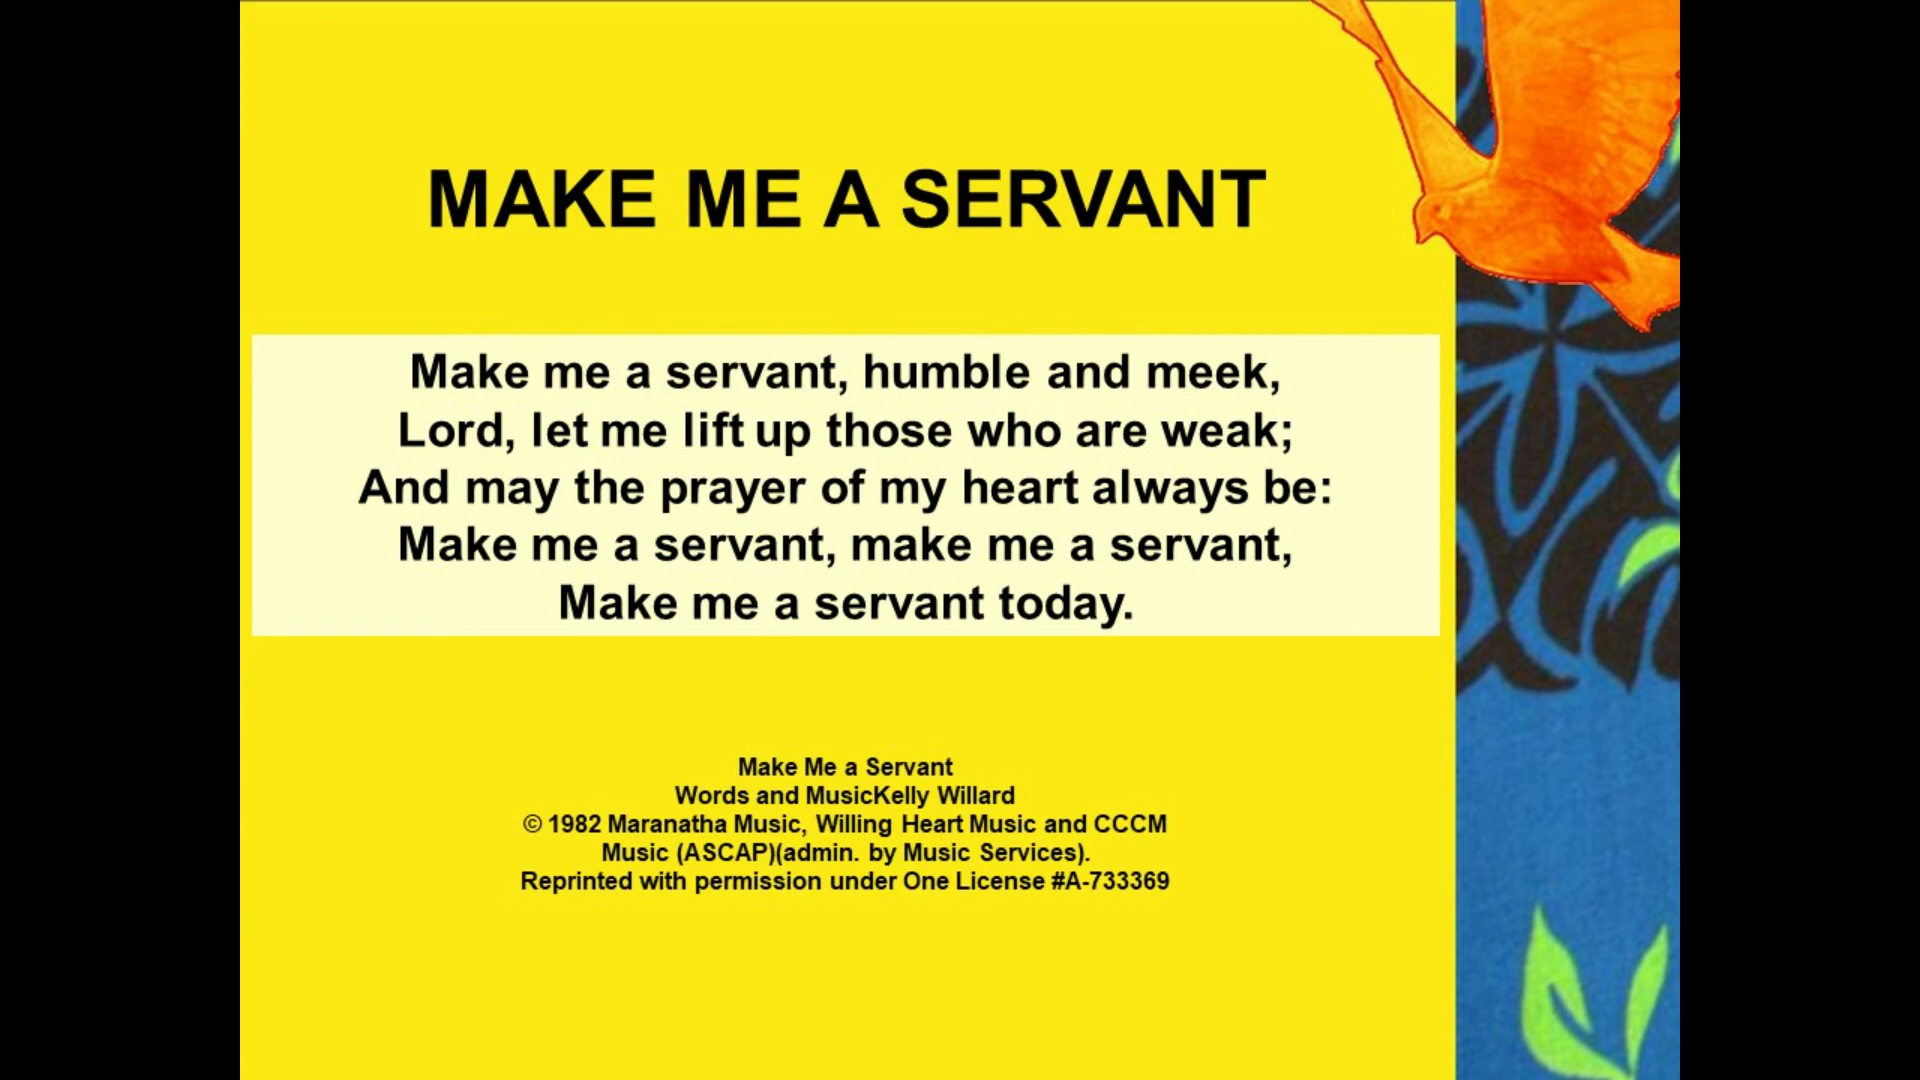 MAKE ME A SERVANT
Make me a servant, humble and meek,
Lord, let me lift up those who are weak;
And may the prayer of my heart always be:
Make me a servant, make me a servant,
Make me a servant today.
Make Me a Servant
Words and MusicKelly Willard
© 1982 Maranatha Music, Willing Heart Music and CCCM
Music (ASCAP)(admin. by Music Services).
Reprinted with permission under One License #A-733369